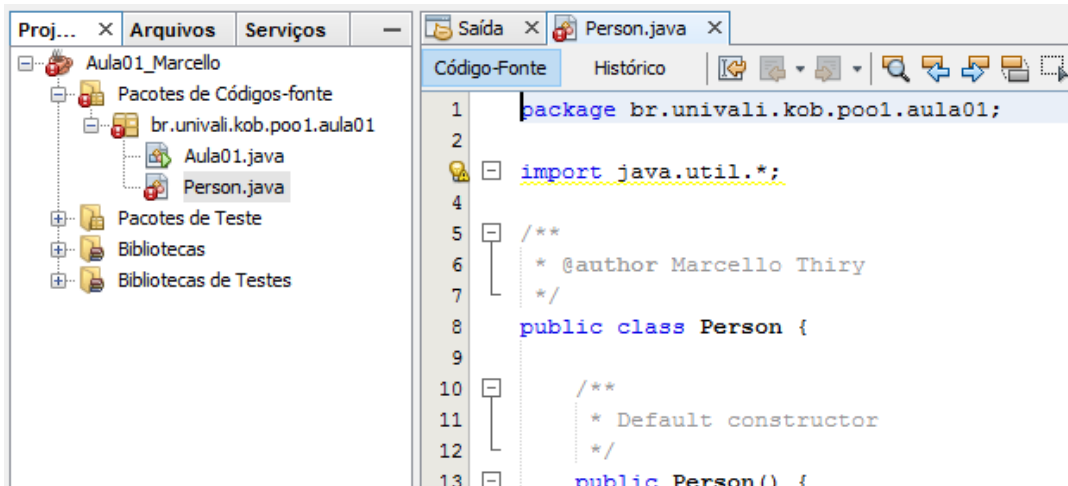 Proj... × Arquivos Serviços
Aula01_Marcello
Pacotes de Códigos-fonte
br.univali.kob.poo1.aula01
Aula01.java
Person.java
Pacotes de Teste
Bibliotecas
Bibliotecas de Testes
Saída × Person.java ×
Código-Fonte Histórico
1 package br.univali.kob.poo1.aula01;
2
import java.util.*;
4
5 /**
6 * @author Marcello Thiry
7 */
8 public class Person {
9
10 /**
11 * Default constructor
12 */
13 public Person() {